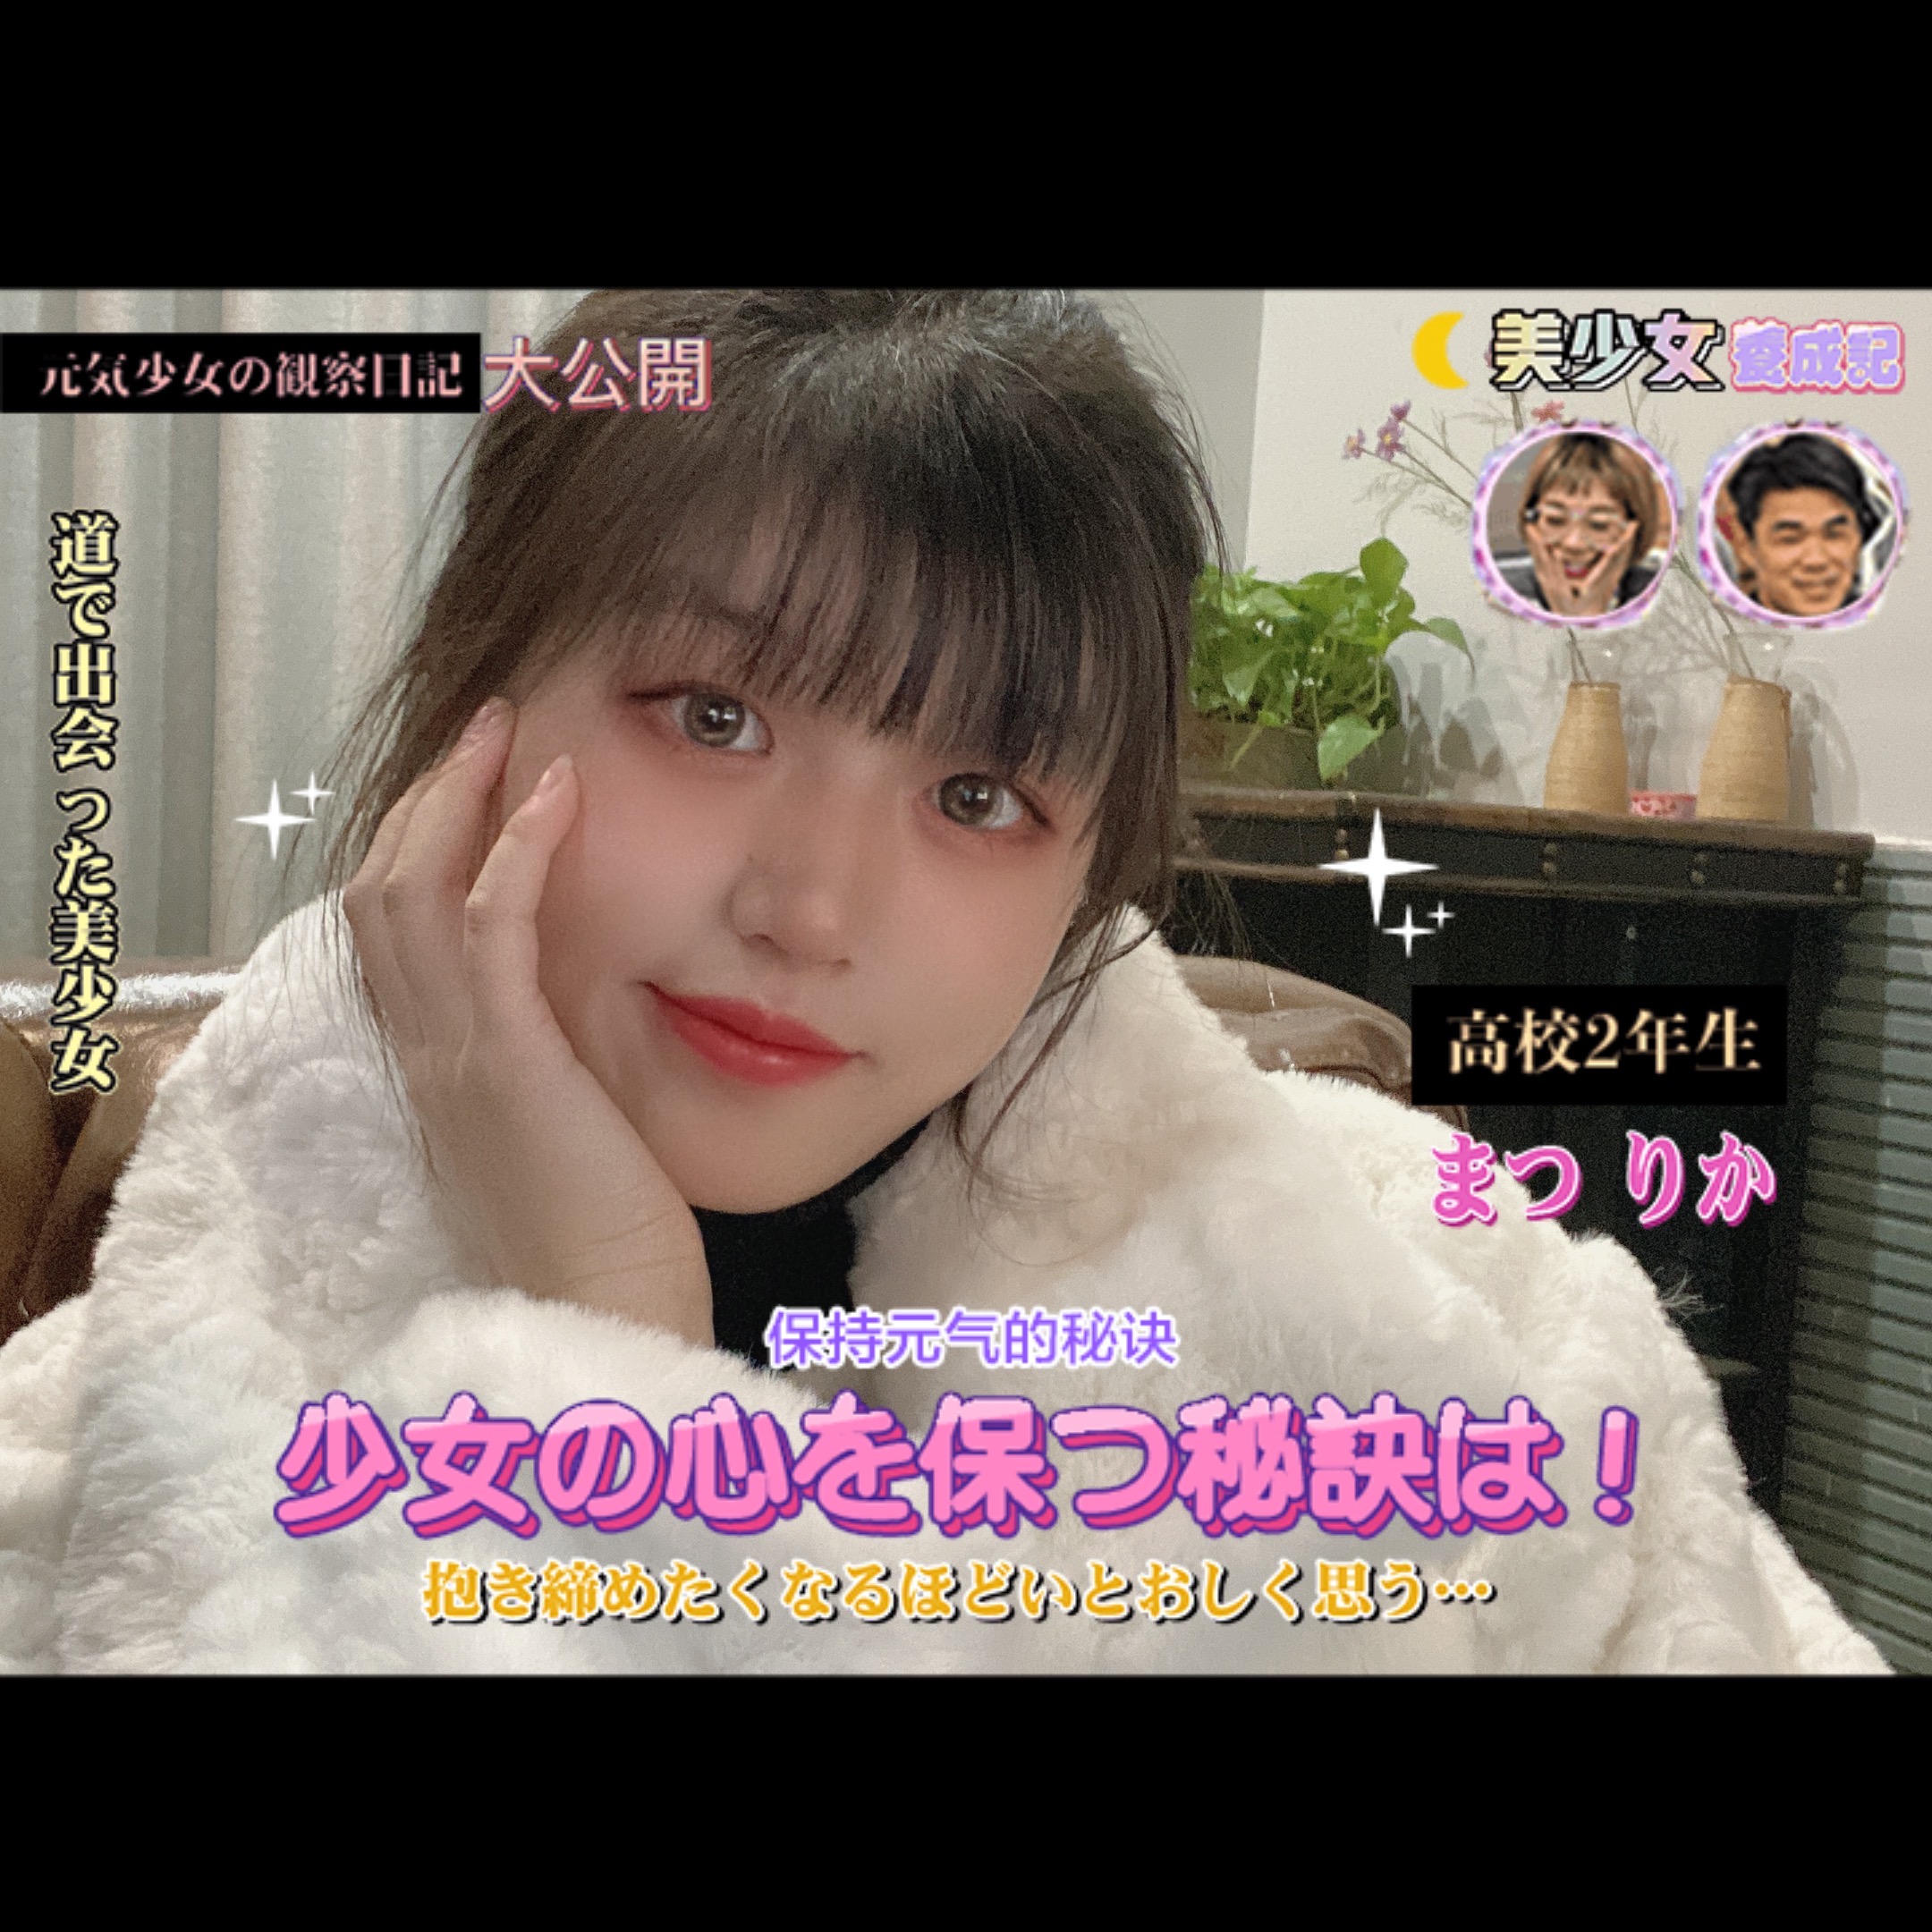 元気少女の観察日記 大公開
美少女 養成記
道で出会った美少女
高校2年生
まつ りか
保持元气的秘诀
少女の心を保つ秘訣は!
抱き締めたくなるほどいとおしく思う…